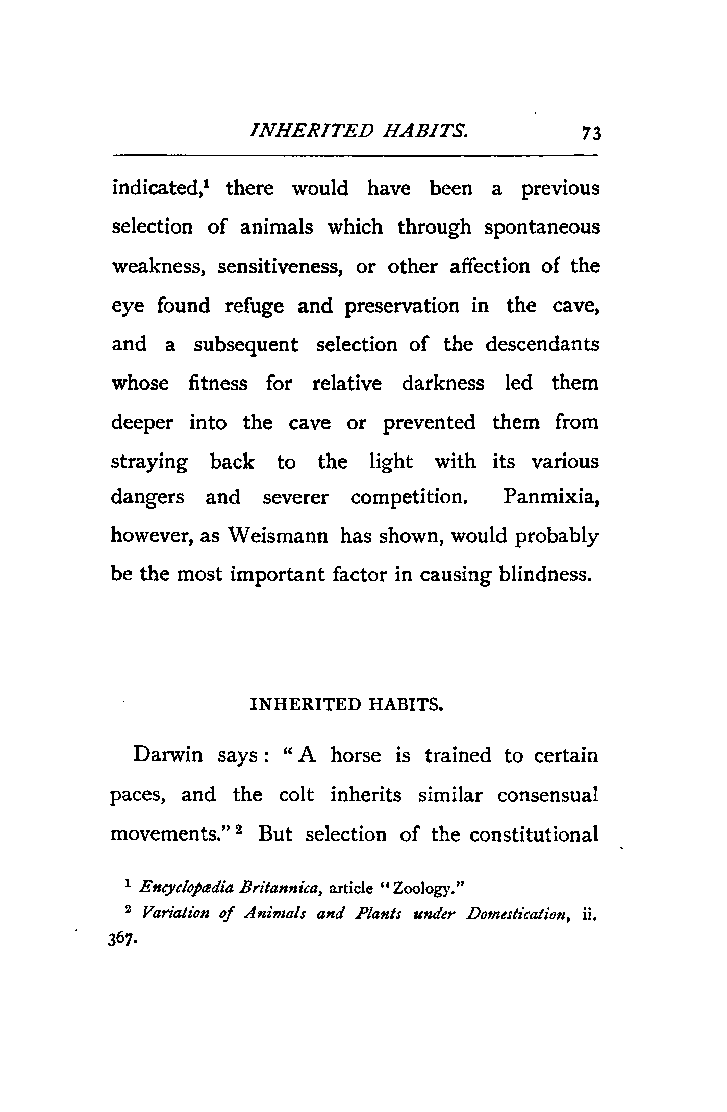 INHERITED HABITS. 73
indicated,¹ there would have been a previous
selection of animals which through spontaneous
weakness, sensitiveness, or other affection of the
eye found refuge and preservation in the cave,
and a subsequent selection of the descendants
whose fitness for relative darkness led them
deeper into the cave or prevented them from
straying back to the light with its various
dangers and severer competition. Panmixia,
however, as Weismann has shown, would probably
be the most important factor in causing blindness.
INHERITED HABITS.
Darwin says: “A horse is trained to certain
paces, and the colt inherits similar consensual
movements.”² But selection of the constitutional
¹ Encyclopædia Britannica, article “Zoology.”
² Variation of Animals and Plants under Domestication, ii.
367.